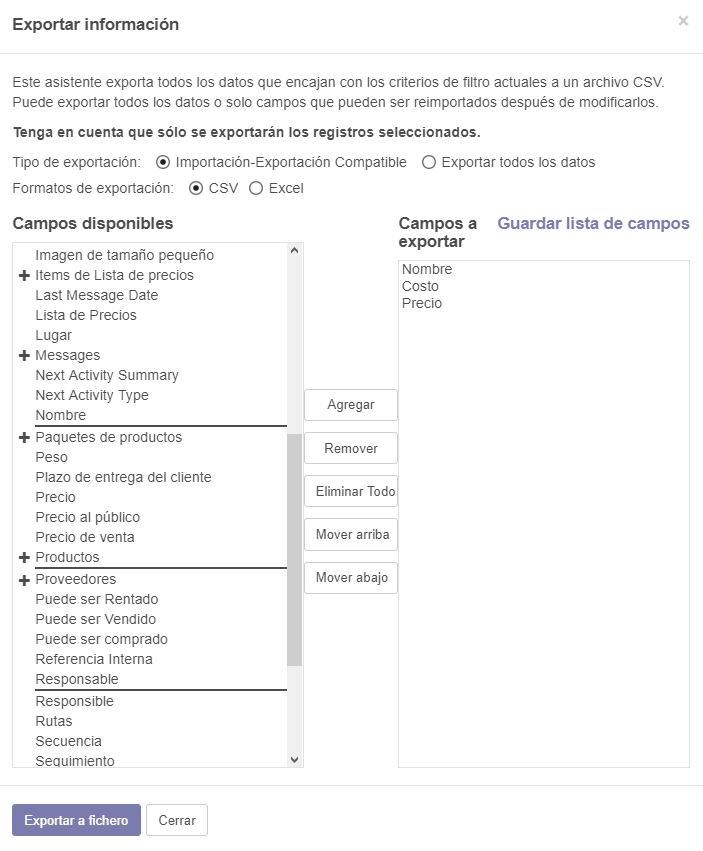 Exportar información
×
Este asistente exporta todos los datos que encajan con los criterios de filtro actuales a un archivo CSV.
Puede exportar todos los datos o solo campos que pueden ser reimportados después de modificarlos.
Tenga en cuenta que sólo se exportarán los registros seleccionados.
Tipo de exportación: Importación-Exportación Compatible Exportar todos los datos
Formatos de exportación: CSV Excel
Campos disponibles
Imagen de tamaño pequeño
Items de Lista de precios
Last Message Date
Lista de Precios
Lugar
Messages
Next Activity Summary
Next Activity Type
Nombre
Paquetes de productos
Peso
Plazo de entrega del cliente
Precio
Precio al público
Precio de venta
Productos
Proveedores
Puede ser Rentado
Puede ser Vendido
Puede ser comprado
Referencia Interna
Responsable
Responsible
Rutas
Secuencia
Seguimiento
Agregar
Remover
Eliminar Todo
Mover arriba
Mover abajo
Campos a
exportar
Guardar lista de campos
Nombre
Costo
Precio
Exportar a fichero
Cerrar